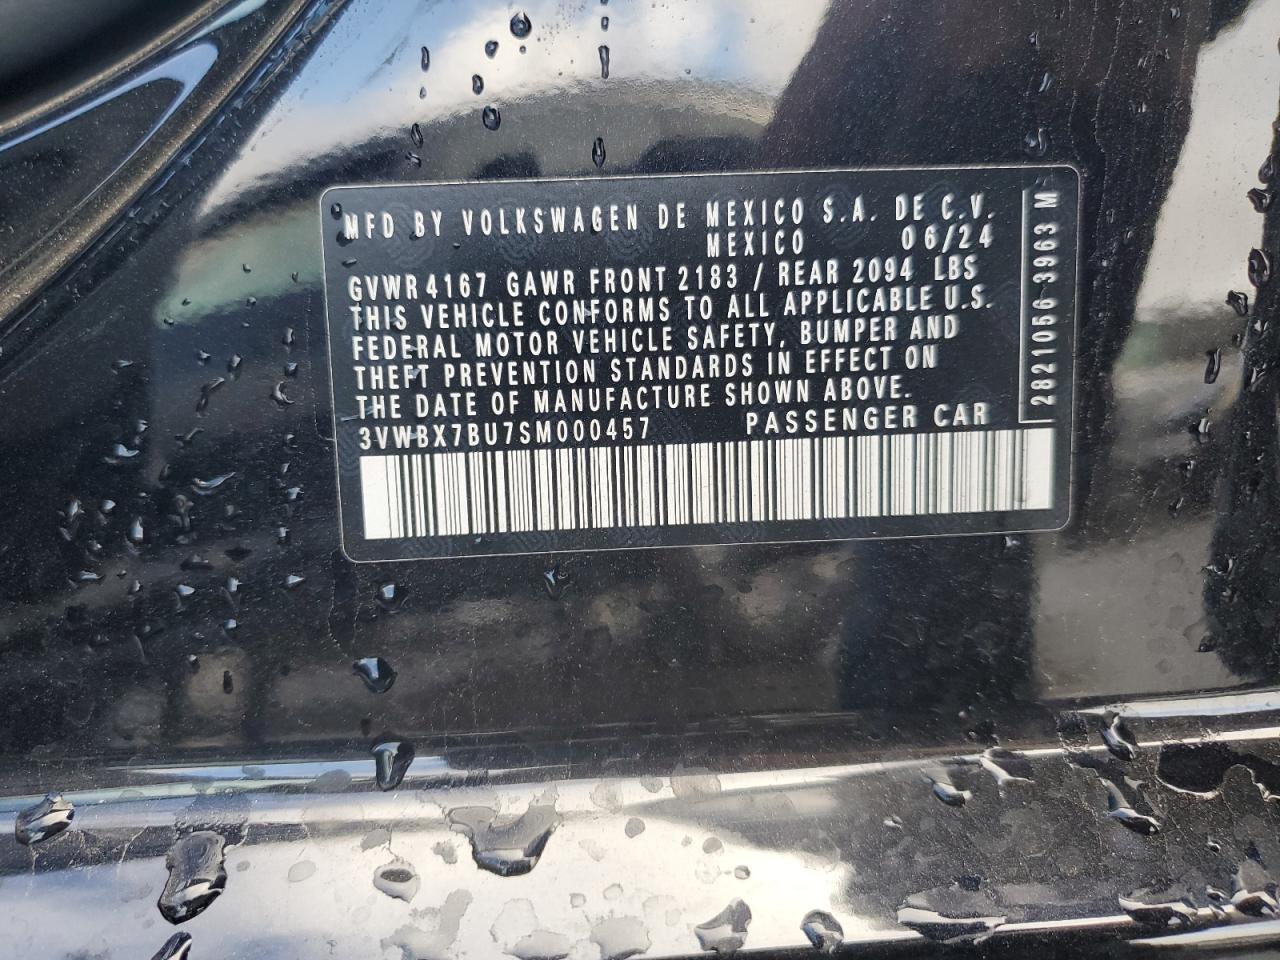 MFD BY VOLKSWAGEN DE MEXICO S.A. DE C.V.
MEXICO 06/24
GVWR 4167 GAWR FRONT 2183 / REAR 2094 LBS
THIS VEHICLE CONFORMS TO ALL APPLICABLE U.S.
FEDERAL MOTOR VEHICLE SAFETY, BUMPER AND
THEFT PREVENTION STANDARDS IN EFFECT ON
THE DATE OF MANUFACTURE SHOWN ABOVE.
3VWBX7BU7SM000457 PASSENGER CAR
2821056 3963 M